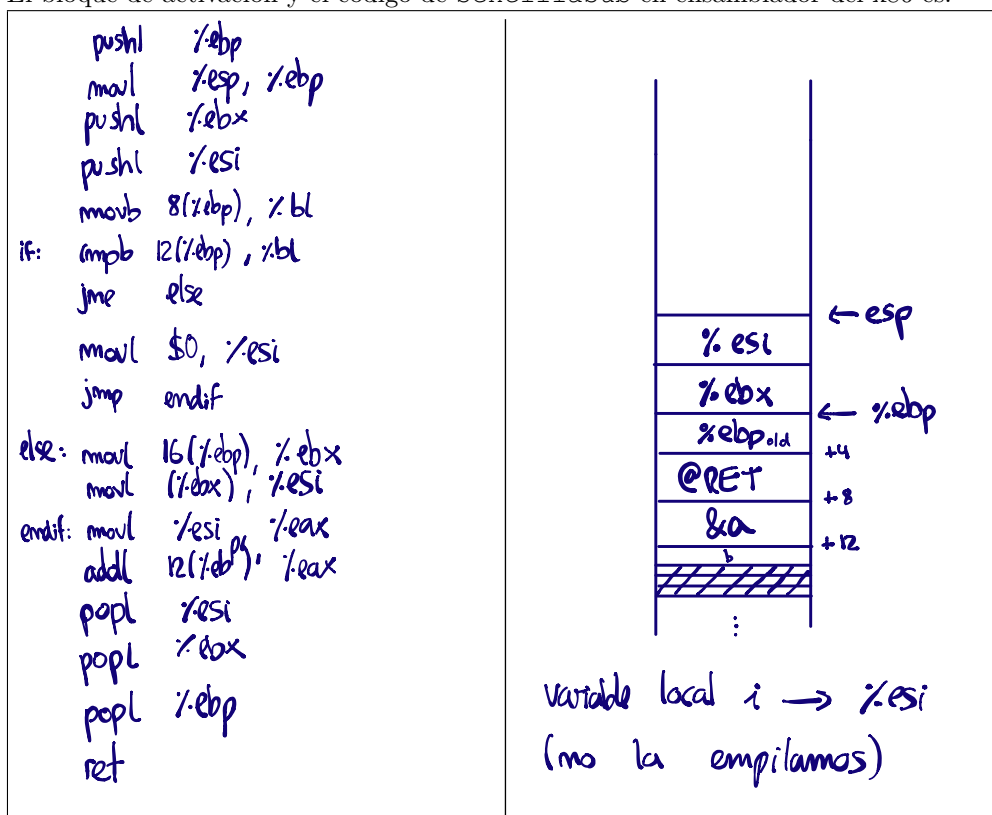 El bloque de activación y el código de SencillaSub en ensamblador del x86 es:
pushl %ebp
movl %esp, %ebp
pushl %ebx
pushl %esi
movb 8(%ebp), %bl
if: cmpb 12(%ebp), %bl
jne else
movl $0, %esi
jmp endif
else: movl 16(%ebp), %ebx
movl (%ebx), %esi
endif: movl %esi, %eax
addl 12(%ebp), %eax
popl %esi
popl %ebx
popl %ebp
ret
← esp
%esi
%ebx
← %ebp
%ebp old
+4
@RET
+8
&a
+12
b
⋮
variable local i → %esi
(no la empilamos)